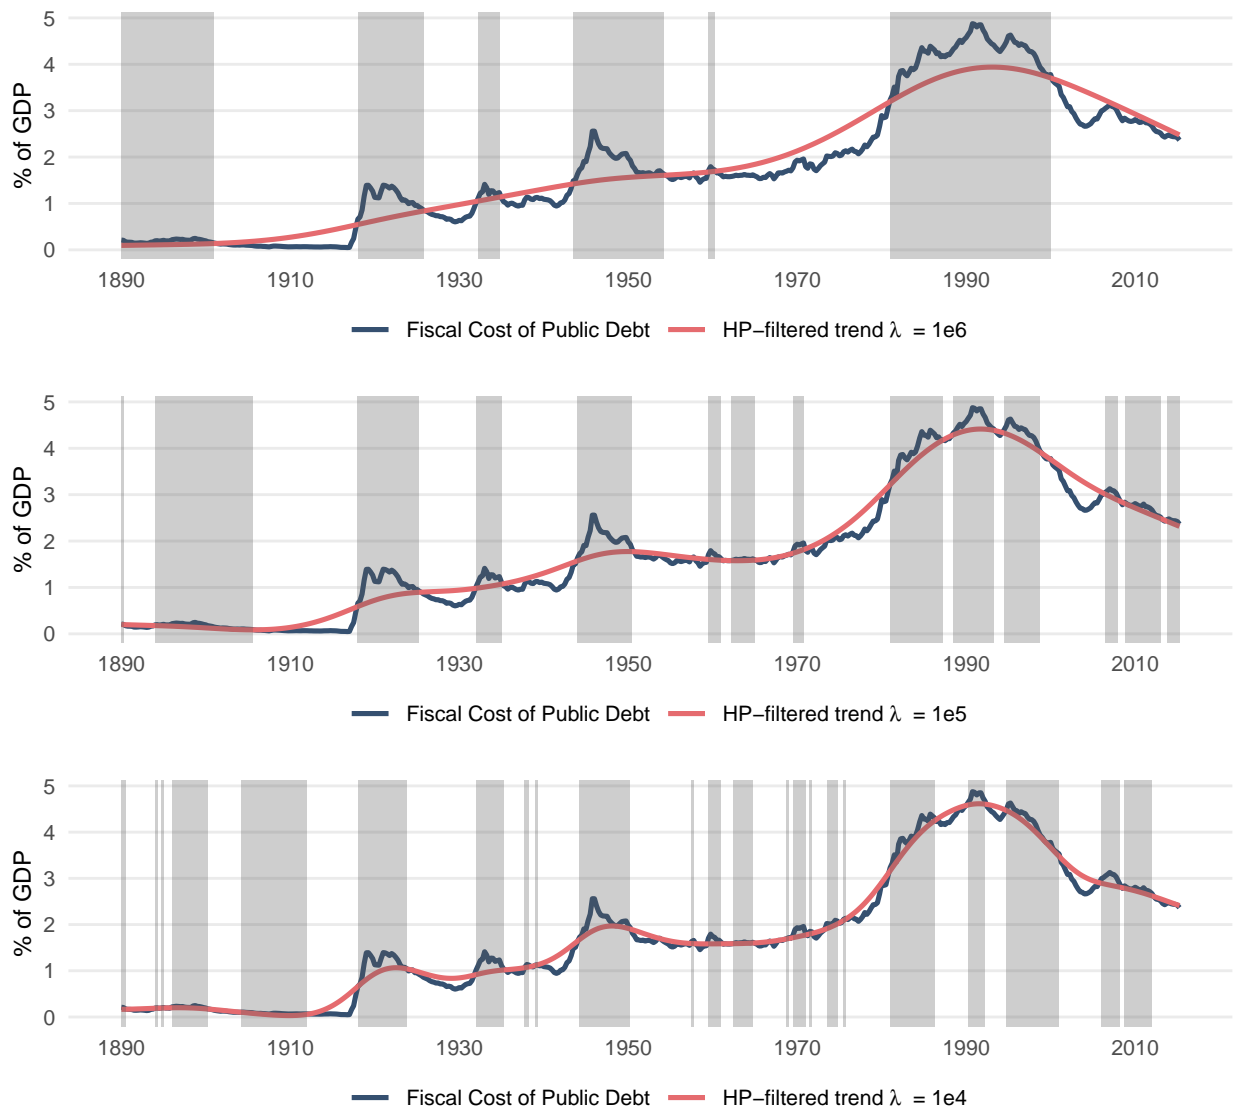 5
4
3
2
1
0
% of GDP
1890 1910 1930 1950 1970 1990 2010
Fiscal Cost of Public Debt HP−filtered trend λ = 1e6
5
4
3
2
1
0
% of GDP
1890 1910 1930 1950 1970 1990 2010
Fiscal Cost of Public Debt HP−filtered trend λ = 1e5
5
4
3
2
1
0
% of GDP
1890 1910 1930 1950 1970 1990 2010
Fiscal Cost of Public Debt HP−filtered trend λ = 1e4